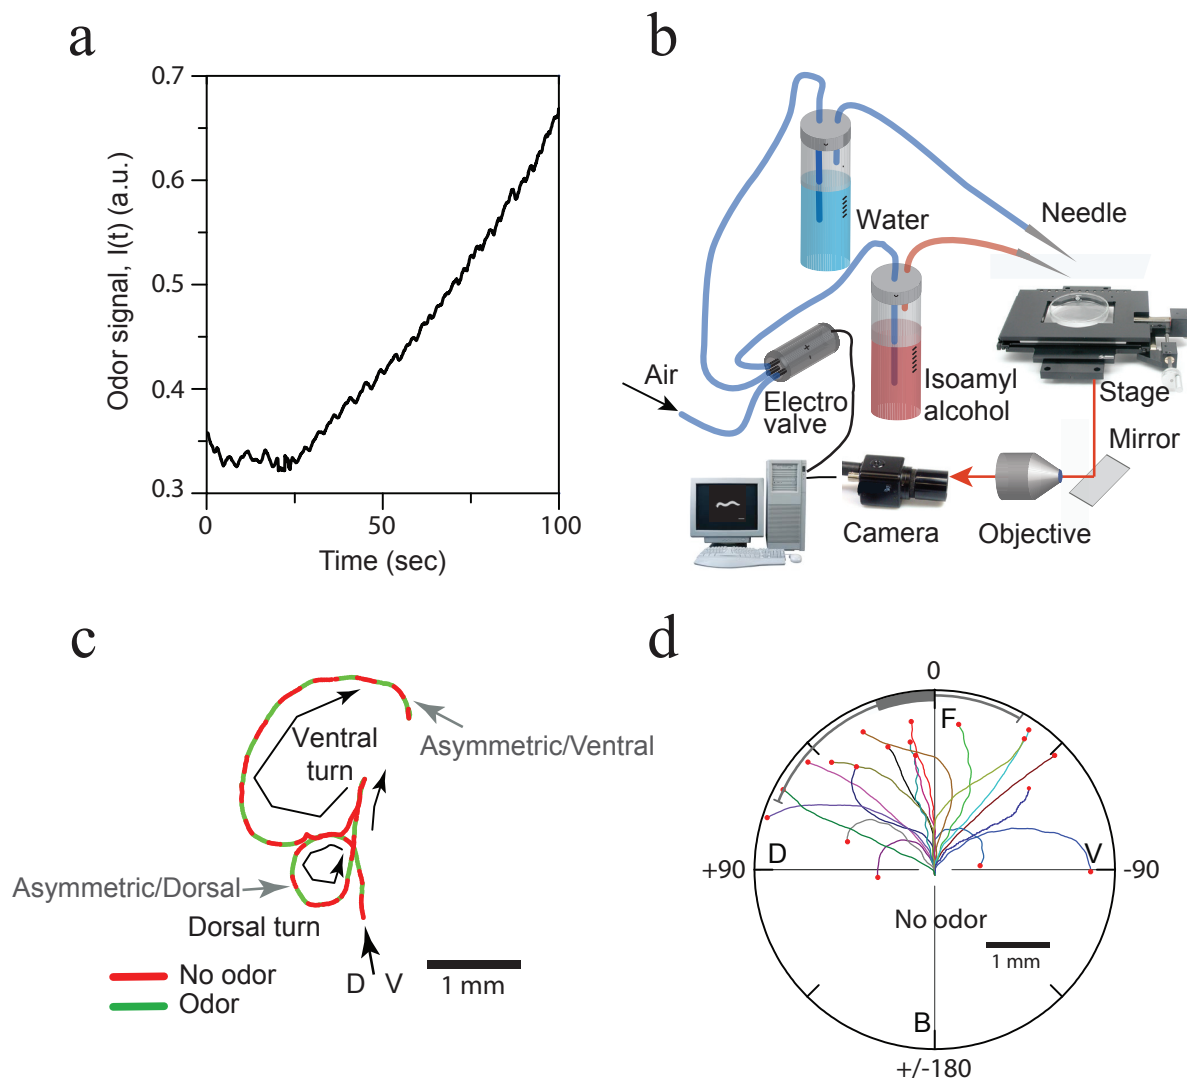 a
0.7
0.6
0.5
0.4
0.3
Odor signal, I(t) (a.u.)
0
50
100
Time (sec)
b
Needle
Water
Air
Electro
valve
Isoamyl
alcohol
Stage
Mirror
Camera
Objective
c
Ventral
turn
Asymmetric/Ventral
Asymmetric/Dorsal
Dorsal turn
No odor
Odor
D V
1 mm
d
0
F
+90
D
V
-90
No odor
1 mm
B
+/-180